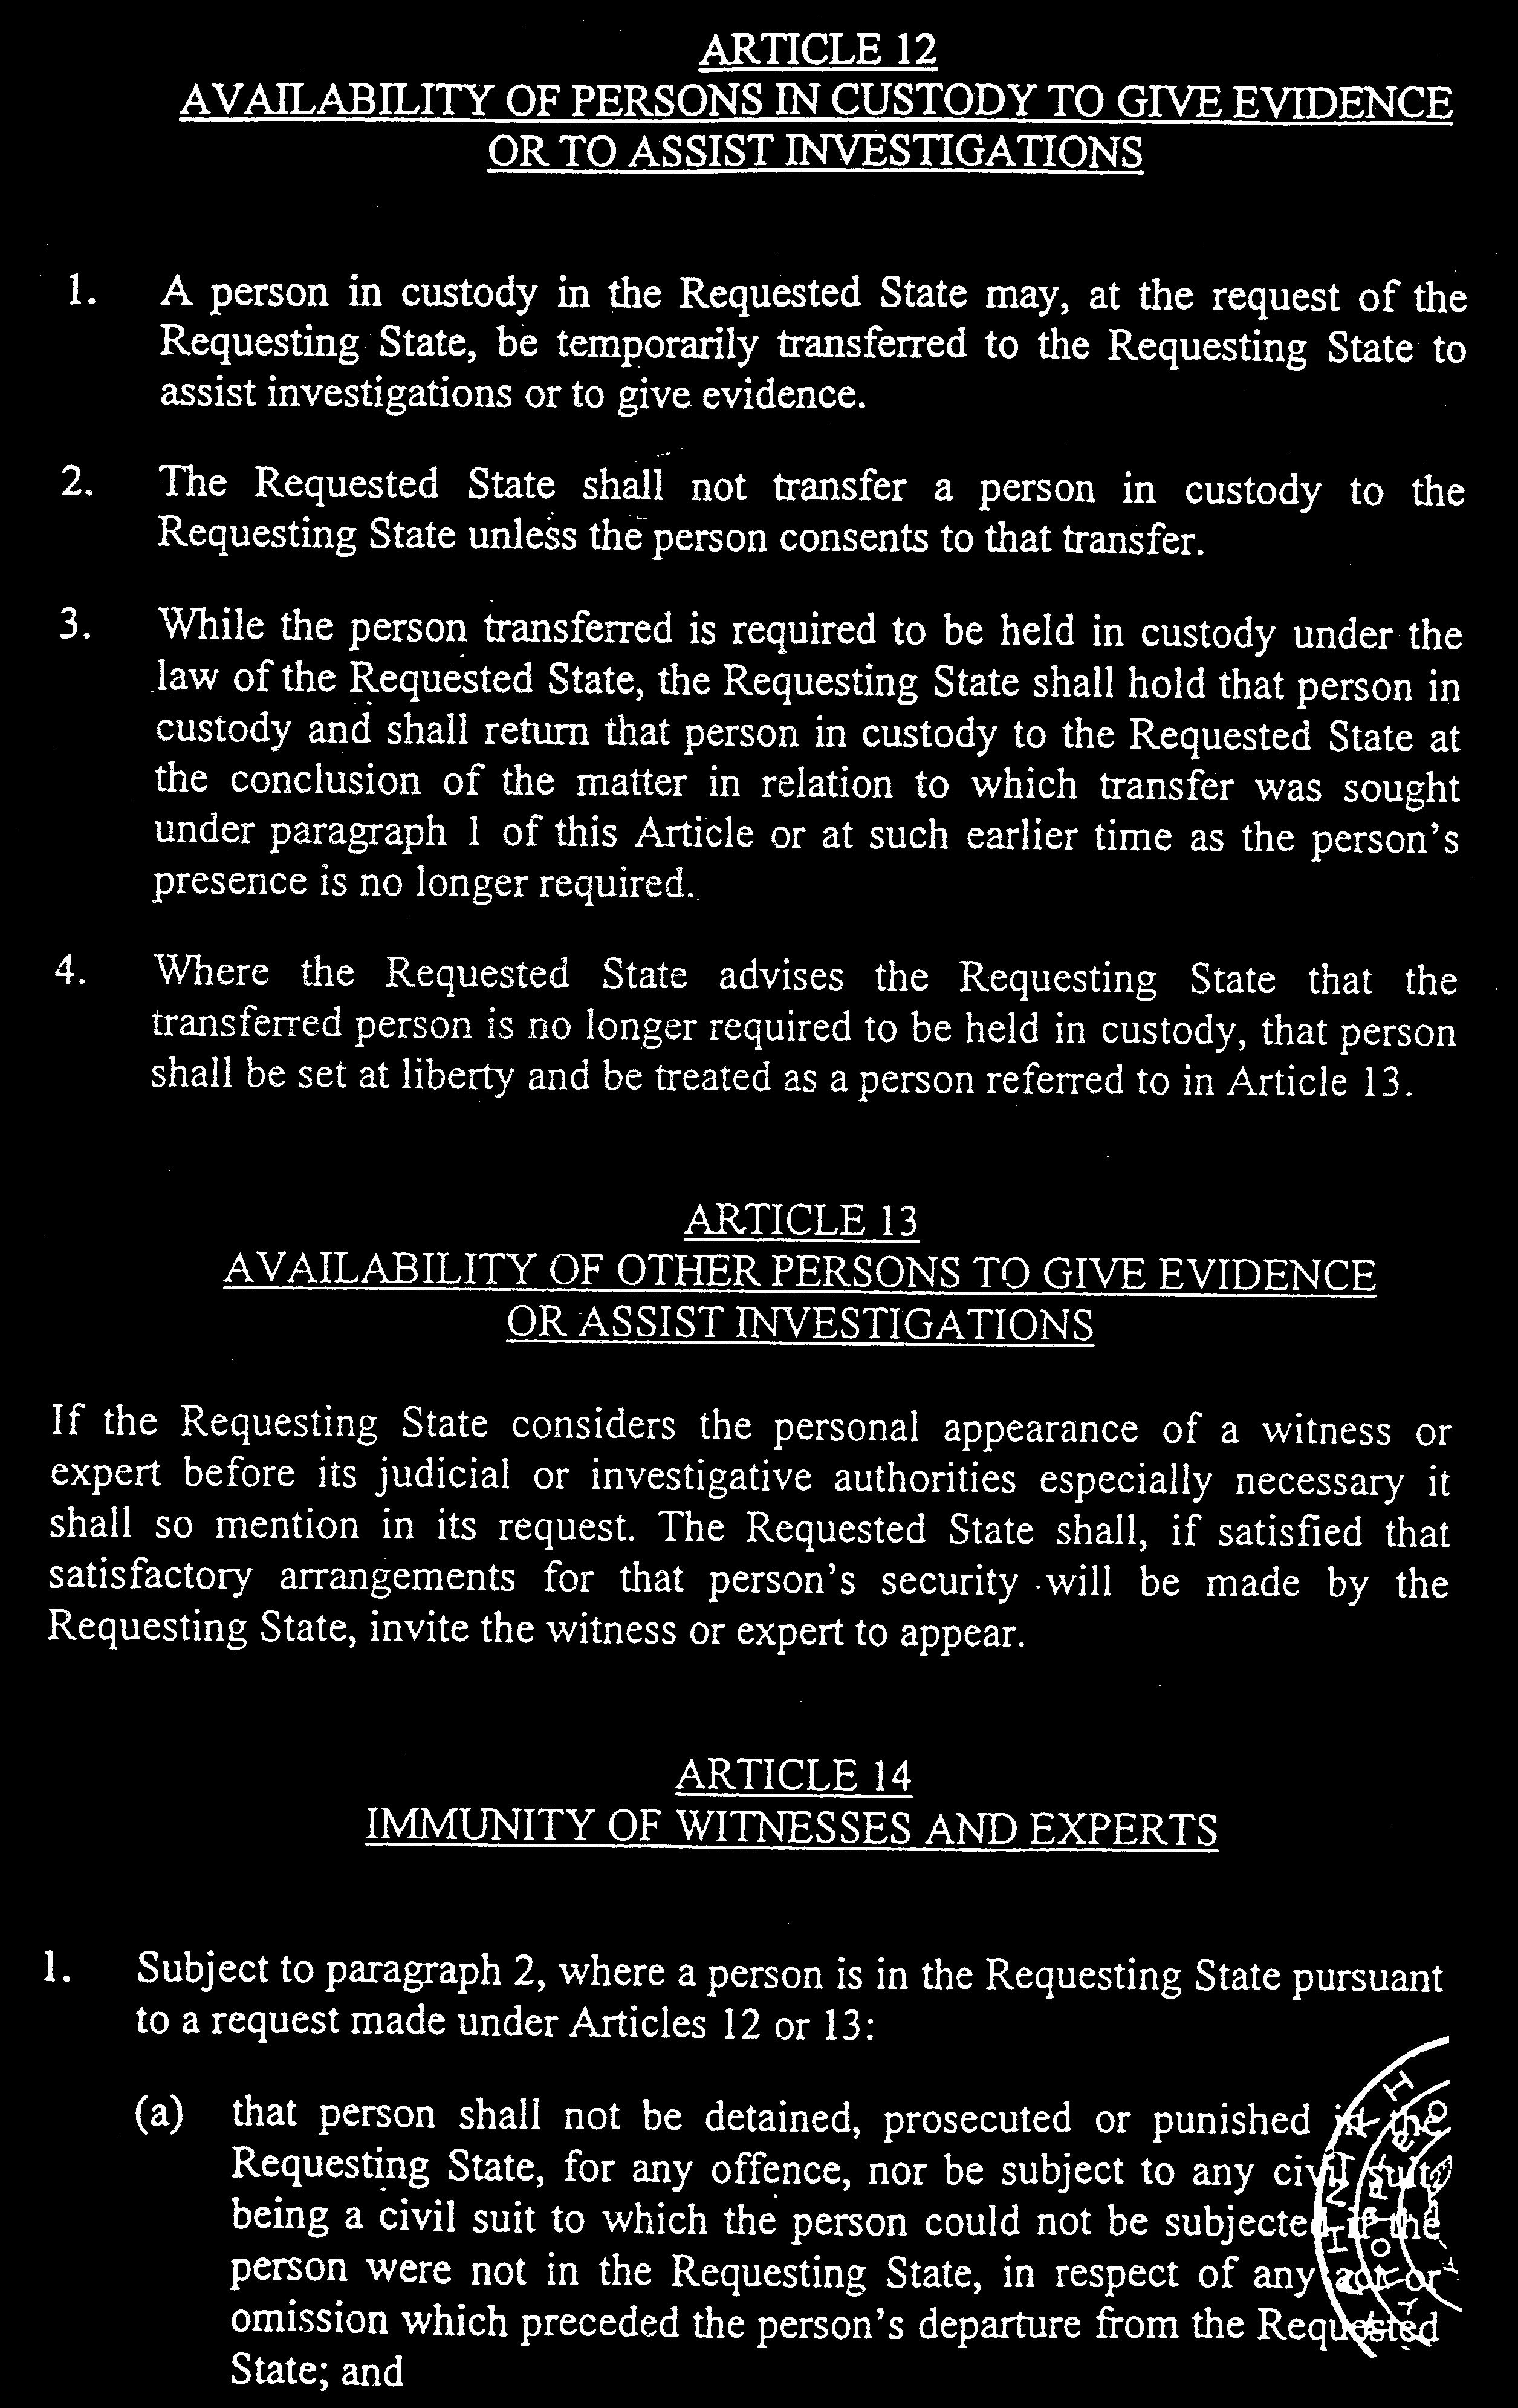 ARTICLE 12
AVAILABILITY OF PERSONS IN CUSTODY TO GIVE EVIDENCE
OR TO ASSIST INVESTIGATIONS
1. A person in custody in the Requested State may, at the request of the
Requesting State, be temporarily transferred to the Requesting State to
assist investigations or to give evidence.
2. The Requested State shall not transfer a person in custody to the
Requesting State unless the person consents to that transfer.
3. While the person transferred is required to be held in custody under the
law of the Requested State, the Requesting State shall hold that person in
custody and shall return that person in custody to the Requested State at
the conclusion of the matter in relation to which transfer was sought
under paragraph 1 of this Article or at such earlier time as the person's
presence is no longer required.
4. Where the Requested State advises the Requesting State that the
transferred person is no longer required to be held in custody, that person
shall be set at liberty and be treated as a person referred to in Article 13.
ARTICLE 13
AVAILABILITY OF OTHER PERSONS TO GIVE EVIDENCE
OR ASSIST INVESTIGATIONS
If the Requesting State considers the personal appearance of a witness or
expert before its judicial or investigative authorities especially necessary it
shall so mention in its request. The Requested State shall, if satisfied that
satisfactory arrangements for that person's security will be made by the
Requesting State, invite the witness or expert to appear.
ARTICLE 14
IMMUNITY OF WITNESSES AND EXPERTS
1. Subject to paragraph 2, where a person is in the Requesting State pursuant
to a request made under Articles 12 or 13:
(a) that person shall not be detained, prosecuted or punished in the
Requesting State, for any offence, nor be subject to any civil suit,
being a civil suit to which the person could not be subjected if the
person were not in the Requesting State, in respect of any act or
omission which preceded the person's departure from the Requested
State; and